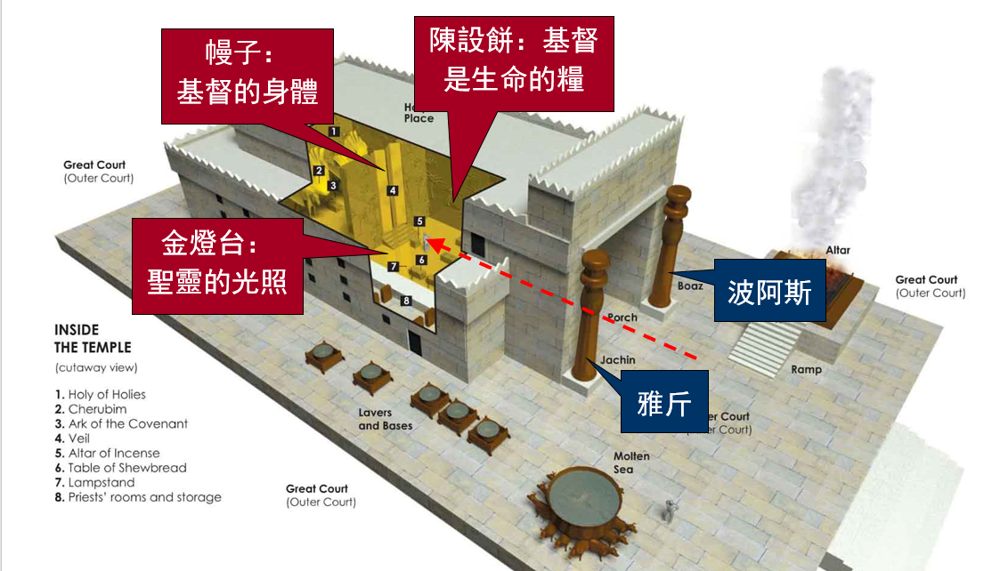 幔子：
基督的身體
陳設餅：基督
是生命的糧
Place
1
2
3
4
5
6
7
8
Great Court
(Outer Court)
金燈台：
聖靈的光照
Altar
Great Court
(Outer Court)
Boaz
波阿斯
Porch
Jachin
Ramp
雅斤
Court
Court)
INSIDE
THE TEMPLE
(cutaway view)
1. Holy of Holies
2. Cherubim
3. Ark of the Covenant
4. Veil
5. Altar of Incense
6. Table of Shewbread
7. Lampstand
8. Priests' rooms and storage
Lavers
and Bases
Molten
Sea
Great Court
(Outer Court)